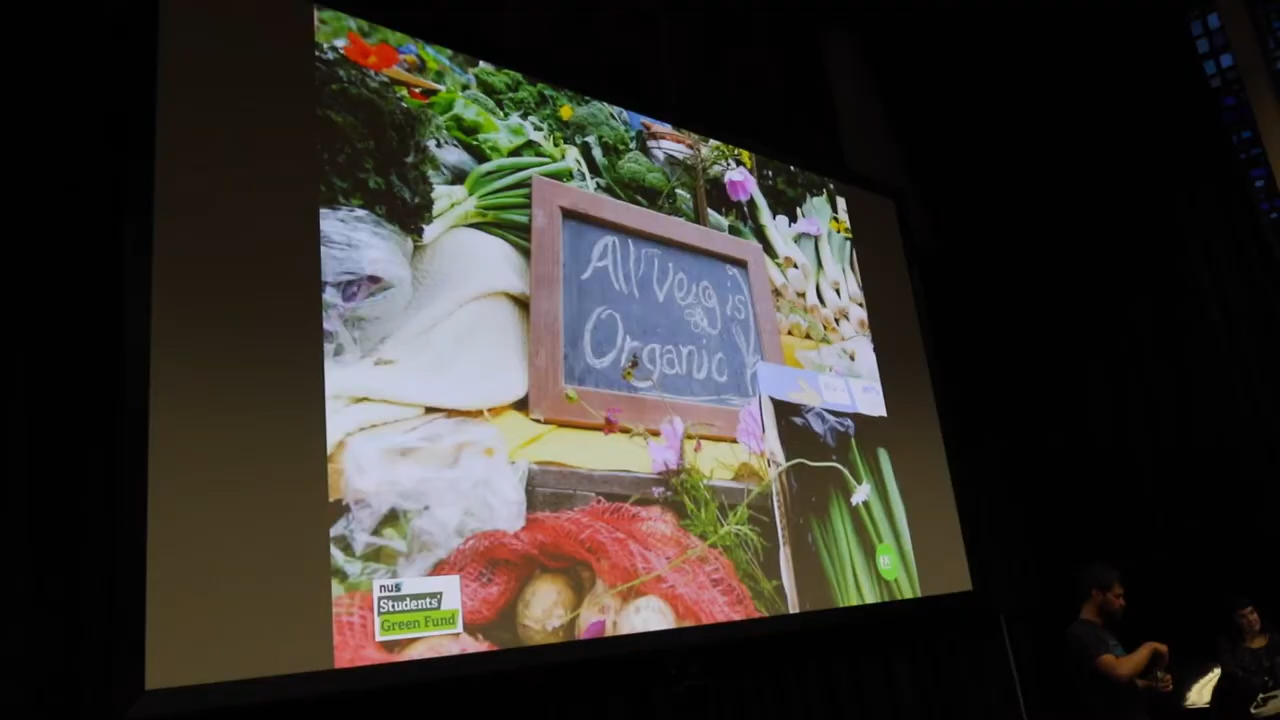 All Veg is
Organic
nus
Students'
Green Fund